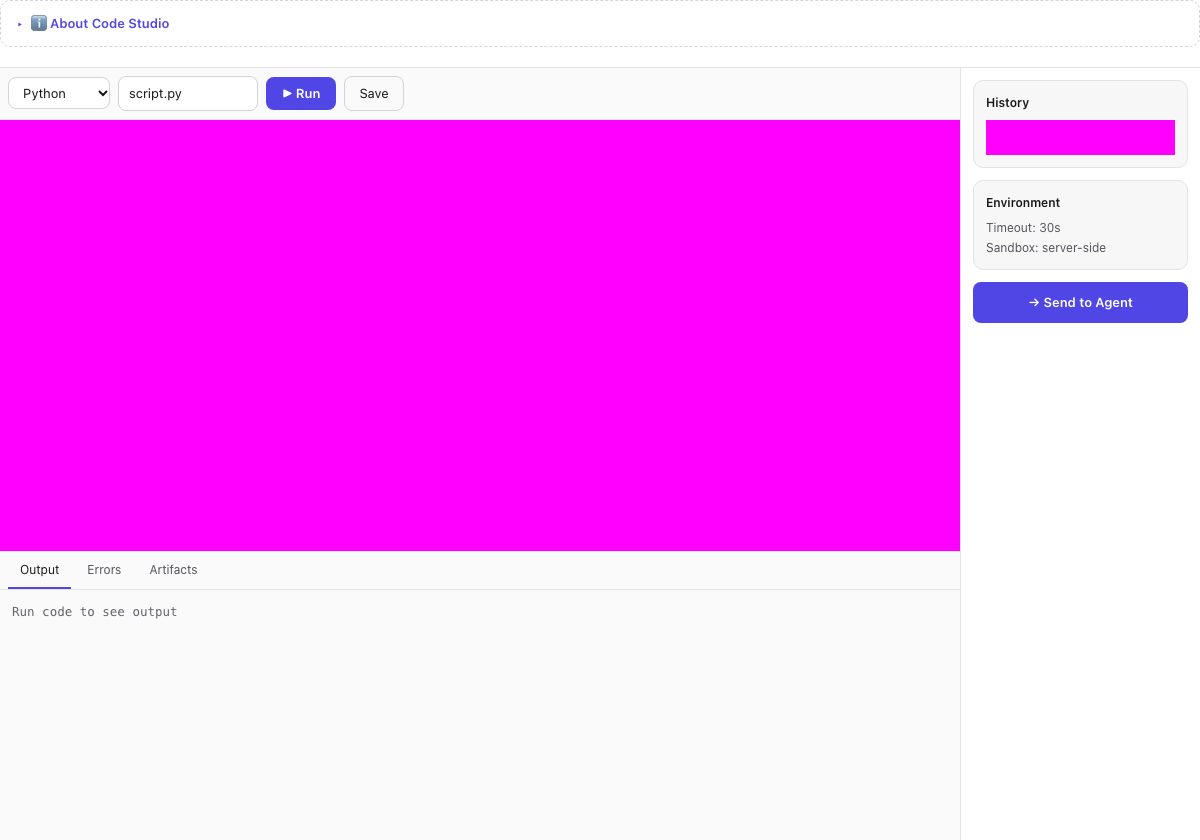 About Code Studio
Python
script.py
Run
Save
History
Environment
Timeout: 30s
Sandbox: server-side
→ Send to Agent
Output
Errors
Artifacts
Run code to see output